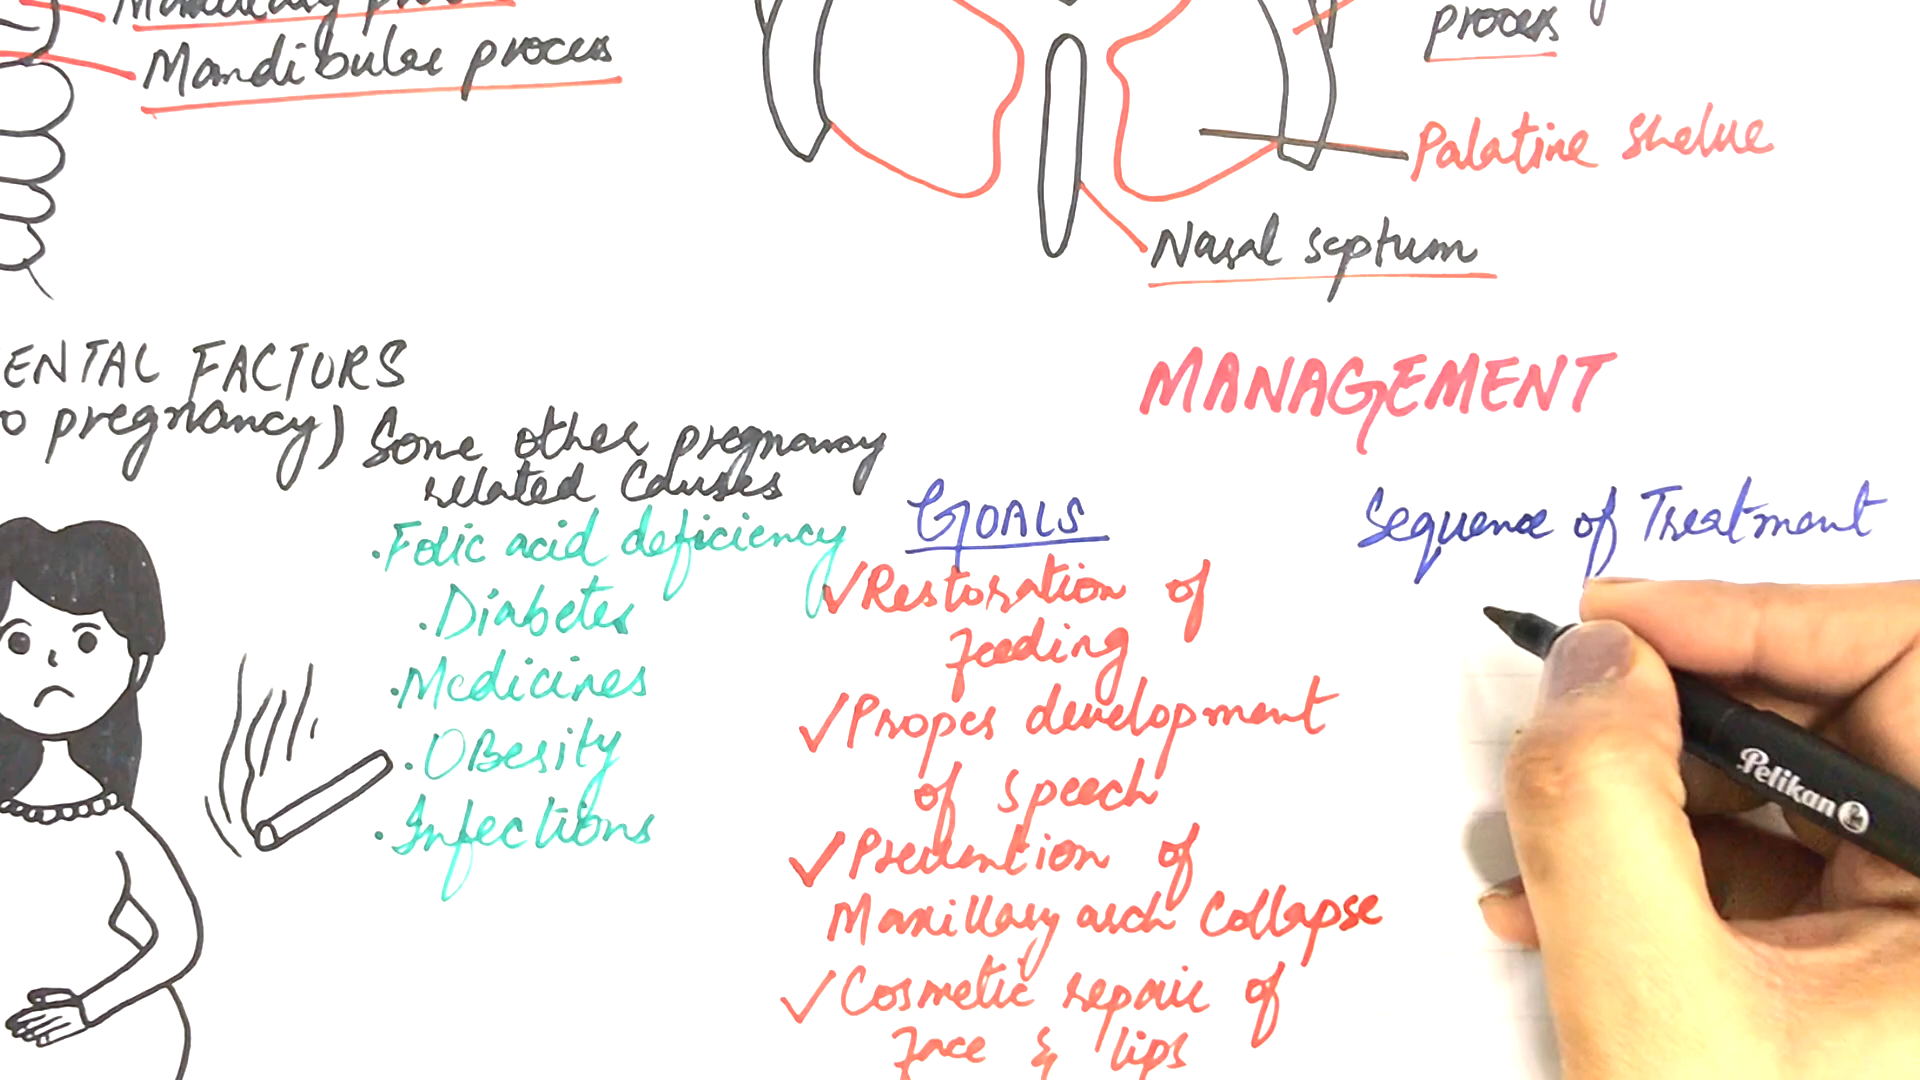 Mandibular process
process
Palatine shelve
Nasal septum
ENTAL FACTORS
o pregnancy)
Some other pregnancy
related causes
.Folic acid deficiency
.Diabetes
.Medicines
.Obesity
.Infections
MANAGEMENT
GOALS
✓Restoration of
feeding
✓Proper development
of speech
✓Prevention of
Maxillary arch Collapse
✓Cosmetic repair of
face & lips
Sequence of Treatment
Pelikan